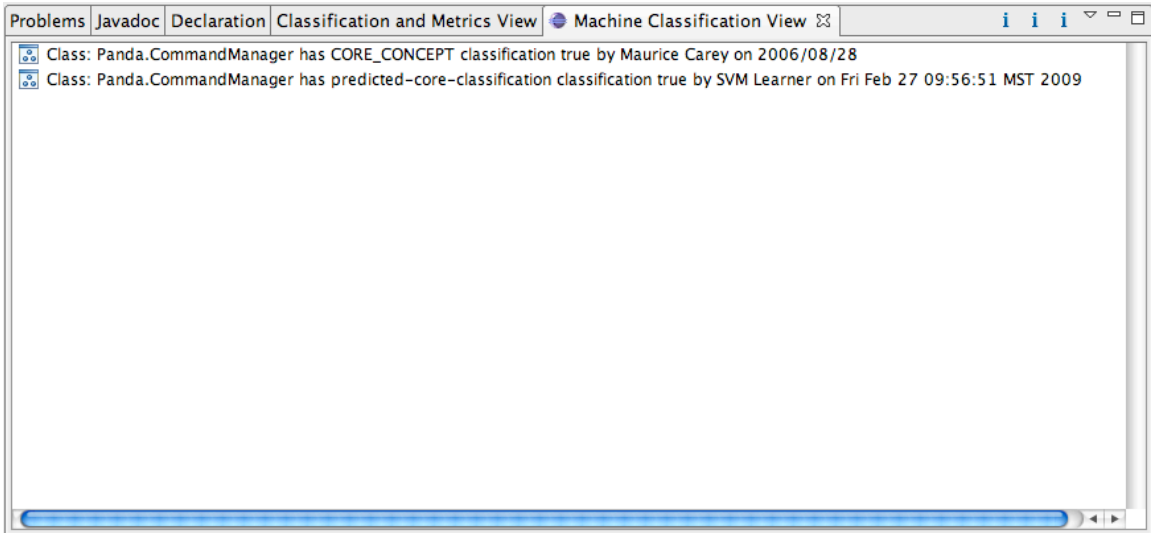 Problems Javadoc Declaration Classification and Metrics View Machine Classification View i i i
Class: Panda.CommandManager has CORE_CONCEPT classification true by Maurice Carey on 2006/08/28
Class: Panda.CommandManager has predicted-core-classification classification true by SVM Learner on Fri Feb 27 09:56:51 MST 2009